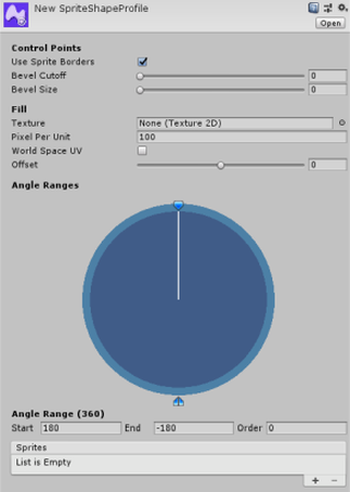 New SpriteShapeProfile
Open
Control Points
Use Sprite Borders
Bevel Cutoff 0
Bevel Size 0
Fill
Texture None (Texture 2D)
Pixel Per Unit 100
World Space UV
Offset 0
Angle Ranges
Angle Range (360)
Start 180 End -180 Order 0
Sprites
List is Empty
+ −